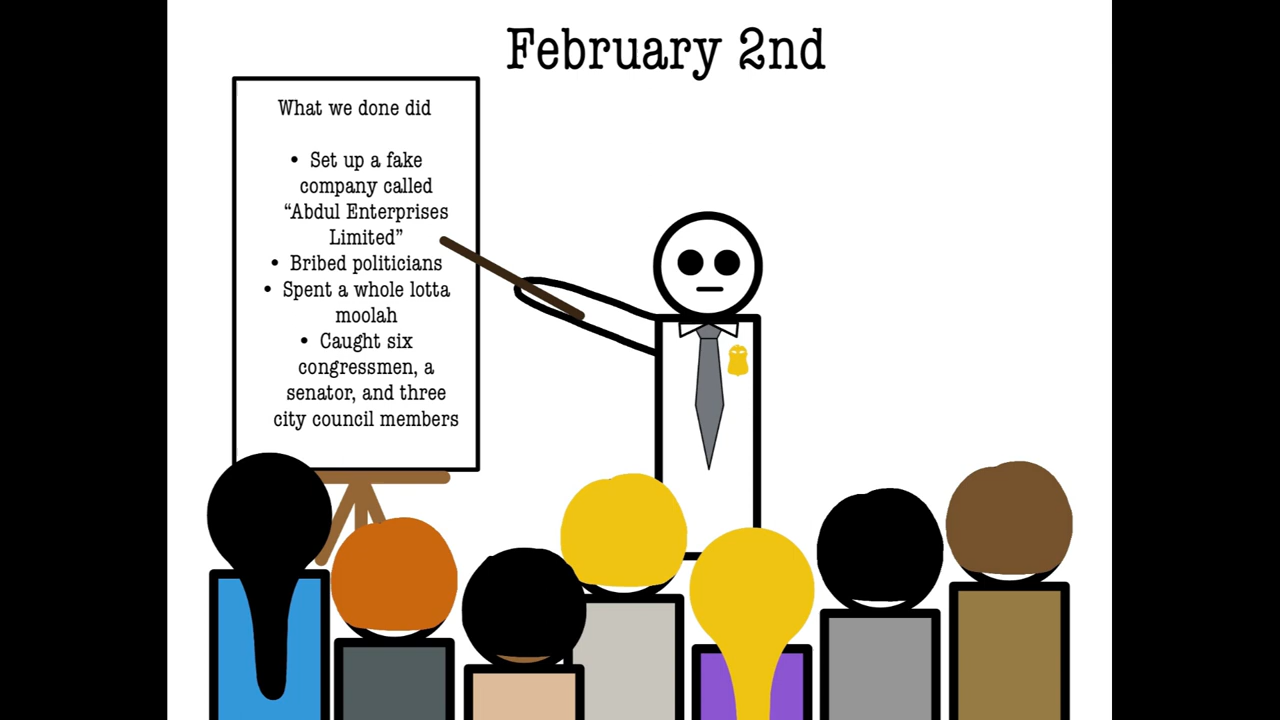 February 2nd
What we done did
• Set up a fake
company called
“Abdul Enterprises
Limited”
• Bribed politicians
• Spent a whole lotta
moolah
• Caught six
congressmen, a
senator, and three
city council members